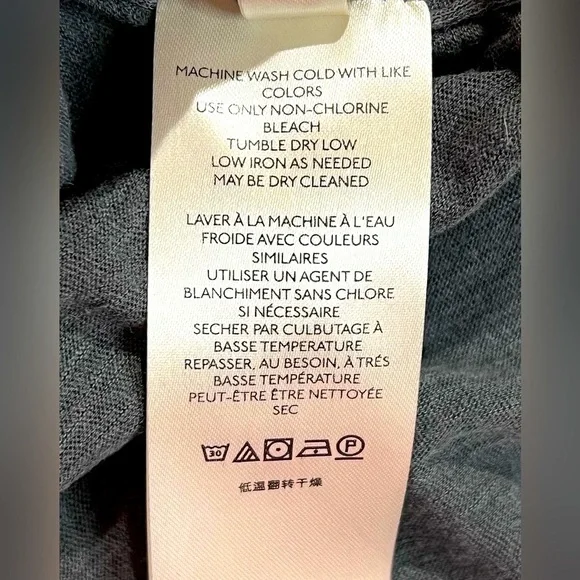 MACHINE WASH COLD WITH LIKE
COLORS
USE ONLY NON-CHLORINE
BLEACH
TUMBLE DRY LOW
LOW IRON AS NEEDED
MAY BE DRY CLEANED
LAVER À LA MACHINE À L'EAU
FROIDE AVEC COULEURS
SIMILAIRES
UTILISER UN AGENT DE
BLANCHIMENT SANS CHLORE
SI NÉCESSAIRE
SECHER PAR CULBUTAGE À
BASSE TEMPERATURE
REPASSER, AU BESOIN, À TRÉS
BASSE TEMPÉRATURE
PEUT-ÊTRE ÊTRE NETTOYÉE
SEC
30 P
低温翻转干燥